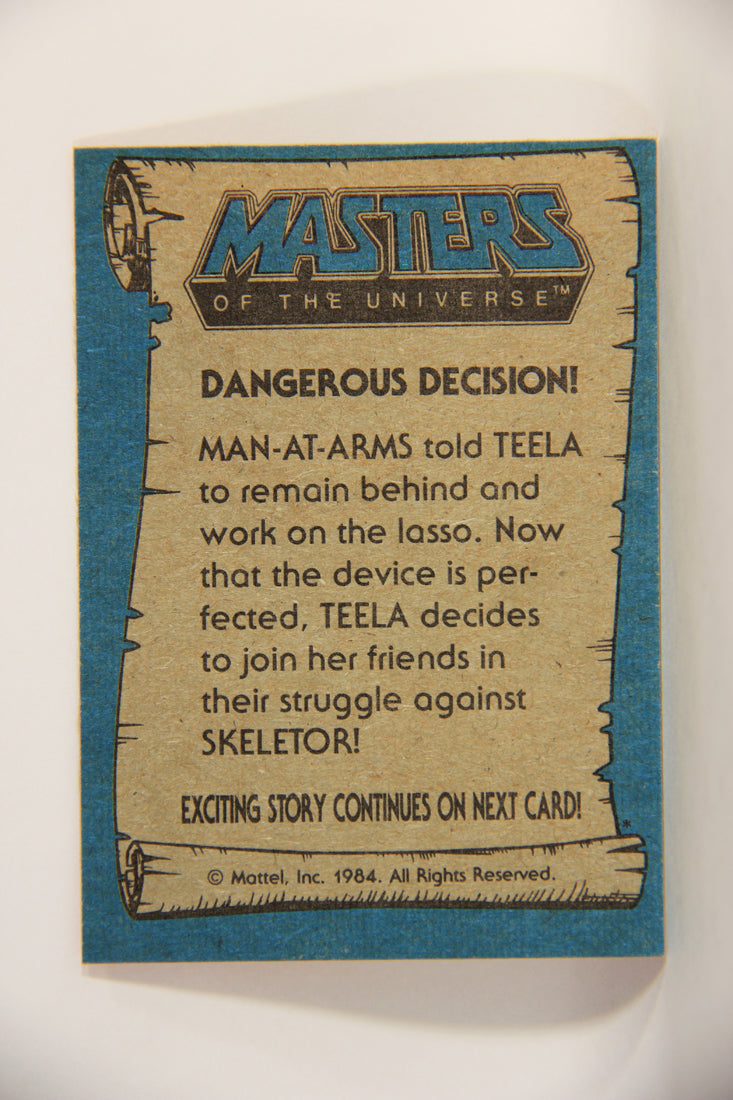 MASTERS
OF THE UNIVERSE™
DANGEROUS DECISION!
MAN-AT-ARMS told TEELA
to remain behind and
work on the lasso. Now
that the device is per-
fected, TEELA decides
to join her friends in
their struggle against
SKELETOR!
EXCITING STORY CONTINUES ON NEXT CARD!
*
© Mattel, Inc. 1984. All Rights Reserved.